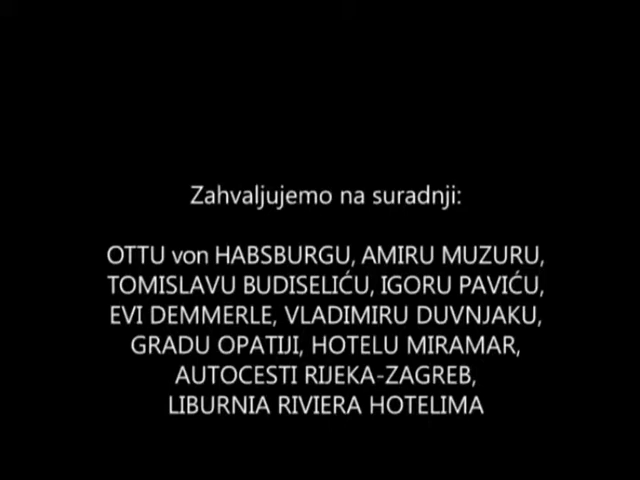 Zahvaljujemo na suradnji:
OTTU von HABSBURGU, AMIRU MUZURU,
TOMISLAVU BUDISELIĆU, IGORU PAVIĆU,
EVI DEMMERLE, VLADIMIRU DUVNJAKU,
GRADU OPATIJI, HOTELU MIRAMAR,
AUTOCESTI RIJEKA-ZAGREB,
LIBURNIA RIVIERA HOTELIMA